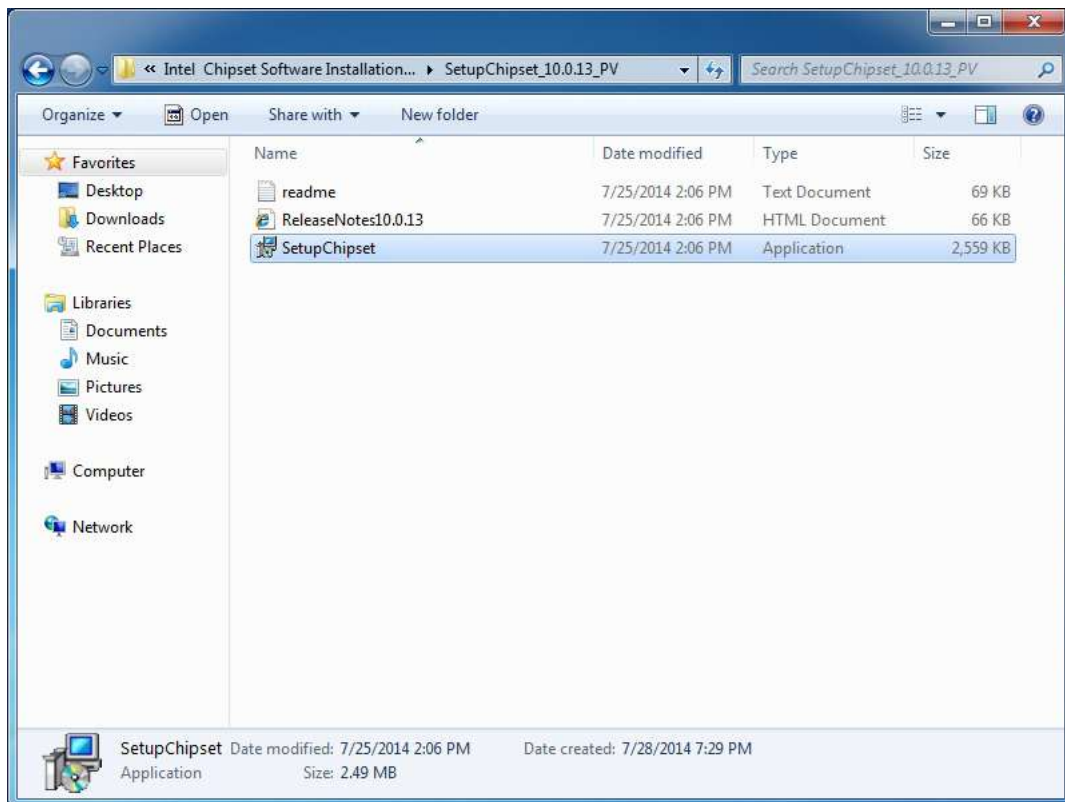 « Intel Chipset Software Installation... ▸ SetupChipset_10.0.13_PV Search SetupChipset_10.0.13_PV
Organize Open Share with New folder
Name Date modified Type Size
Favorites
Desktop
Downloads
Recent Places
Libraries
Documents
Music
Pictures
Videos
Computer
Network
readme 7/25/2014 2:06 PM Text Document 69 KB
ReleaseNotes10.0.13 7/25/2014 2:06 PM HTML Document 66 KB
SetupChipset 7/25/2014 2:06 PM Application 2,559 KB
SetupChipset Date modified: 7/25/2014 2:06 PM Date created: 7/28/2014 7:29 PM
Application Size: 2.49 MB